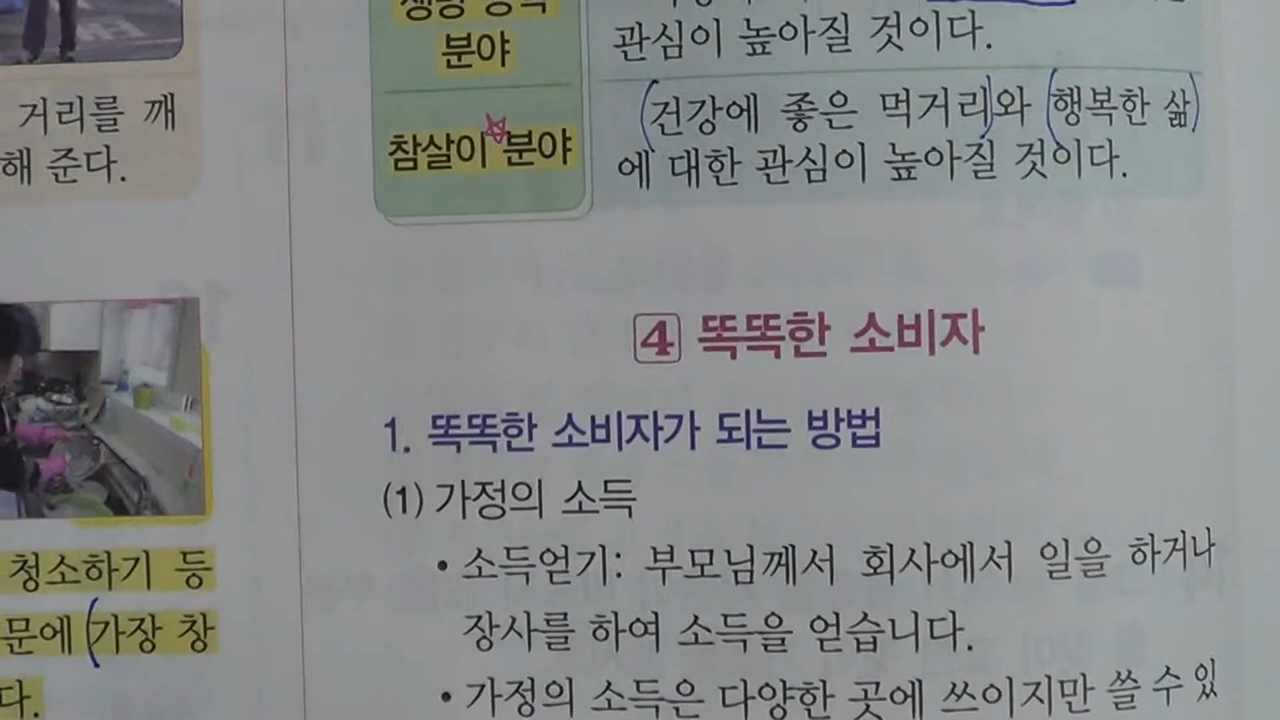 거리를 깨
해 준다.
청소하기 등
문에 (가장 창
다.
분야
관심이 높아질 것이다.
참살이 분야
(건강에 좋은 먹거리)와 (행복한 삶)
에 대한 관심이 높아질 것이다.
4 똑똑한 소비자
1. 똑똑한 소비자가 되는 방법
(1) 가정의 소득
• 소득얻기: 부모님께서 회사에서 일을 하거나
장사를 하여 소득을 얻습니다.
• 가정의 소득은 다양한 곳에 쓰이지만 쓸 수 있